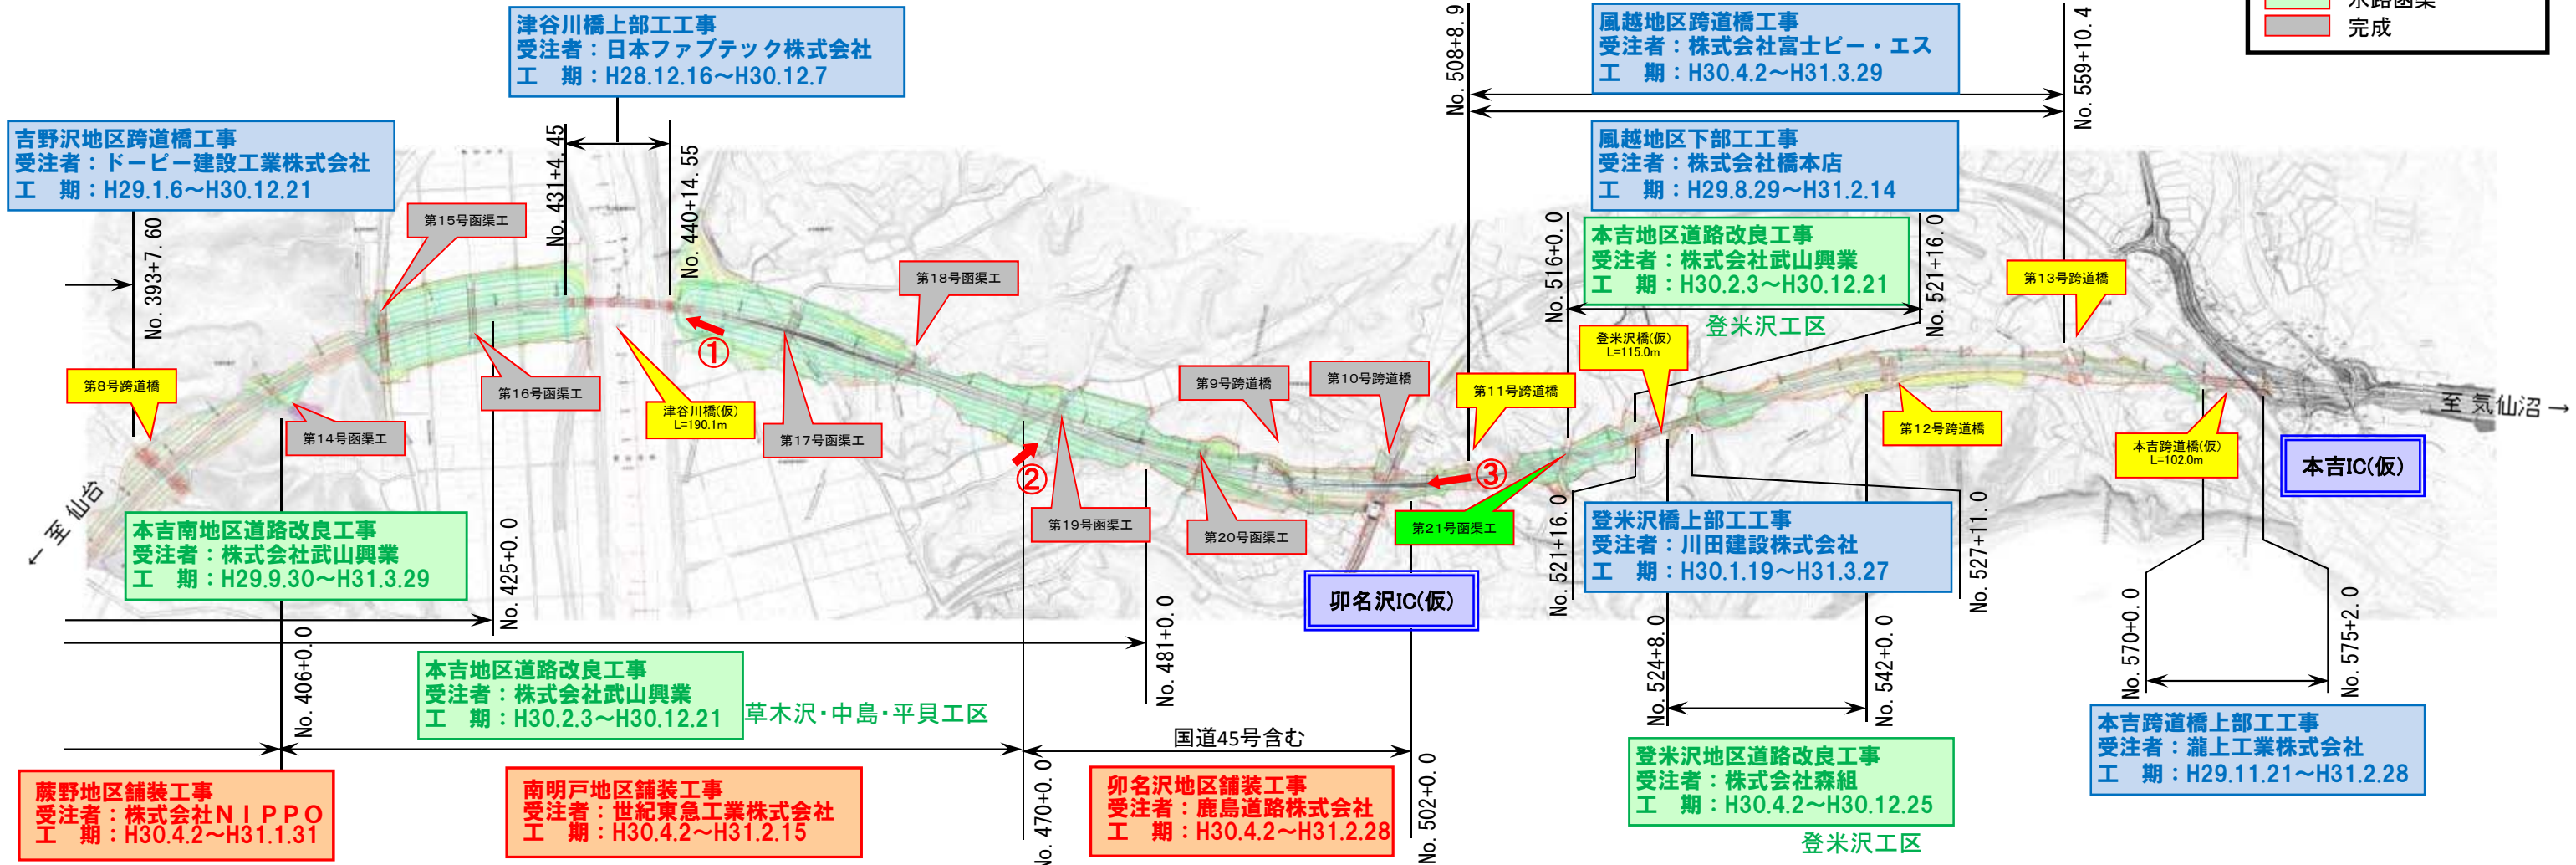 津谷川橋上部工工事
受注者：日本ファブテック株式会社
工　期：H28.12.16～H30.12.7
風越地区跨道橋工事
受注者：株式会社富士ピー・エス
工　期：H30.4.2～H31.3.29
完成
No. 508+8. 9
No. 559+10. 4
吉野沢地区跨道橋工事
受注者：ドーピー建設工業株式会社
工　期：H29.1.6～H30.12.21
風越地区下部工工事
受注者：株式会社橋本店
工　期：H29.8.29～H31.2.14
No. 393+7. 60
No. 431+4. 45
No. 440+14. 55
第15号函渠工
第18号函渠工
No. 516+0. 0
本吉地区道路改良工事
受注者：株式会社武山興業
工　期：H30.2.3～H30.12.21
No. 521+16. 0
登米沢工区
第13号跨道橋
第8号跨道橋
第14号函渠工
第16号函渠工
津谷川橋(仮)
L=190.1m
①
第17号函渠工
第9号跨道橋
第10号跨道橋
第11号跨道橋
登米沢橋(仮)
L=115.0m
第12号跨道橋
本吉跨道橋(仮)
L=102.0m
至 気仙沼 →
本吉IC(仮)
← 至 仙台
②
③
第19号函渠工
第20号函渠工
第21号函渠工
卯名沢IC(仮)
本吉南地区道路改良工事
受注者：株式会社武山興業
工　期：H29.9.30～H31.3.29
No. 425+0. 0
No. 521+16. 0
登米沢橋上部工工事
受注者：川田建設株式会社
工　期：H30.1.19～H31.3.27
No. 527+11. 0
No. 406+0. 0
本吉地区道路改良工事
受注者：株式会社武山興業
工　期：H30.2.3～H30.12.21
草木沢・中島・平貝工区
No. 481+0. 0
No. 524+8. 0
No. 542+0. 0
No. 570+0. 0
No. 575+2. 0
国道45号含む
No. 470+0. 0
No. 502+0. 0
蕨野地区舗装工事
受注者：株式会社ＮＩＰＰＯ
工　期：H30.4.2～H31.1.31
南明戸地区舗装工事
受注者：世紀東急工業株式会社
工　期：H30.4.2～H31.2.15
卯名沢地区舗装工事
受注者：鹿島道路株式会社
工　期：H30.4.2～H31.2.28
登米沢地区道路改良工事
受注者：株式会社森組
工　期：H30.4.2～H30.12.25
登米沢工区
本吉跨道橋上部工工事
受注者：瀧上工業株式会社
工　期：H29.11.21～H31.2.28